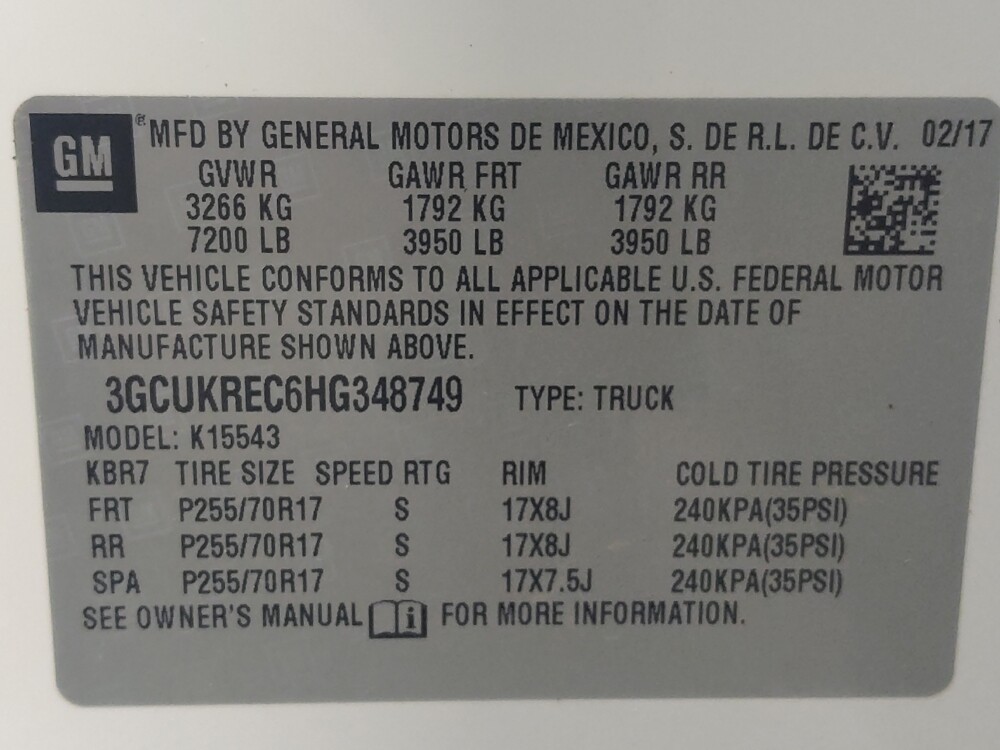 GM ® MFD BY GENERAL MOTORS DE MEXICO, S. DE R.L. DE C.V. 02/17
GVWR GAWR FRT GAWR RR
3266 KG 1792 KG 1792 KG
7200 LB 3950 LB 3950 LB
THIS VEHICLE CONFORMS TO ALL APPLICABLE U.S. FEDERAL MOTOR
VEHICLE SAFETY STANDARDS IN EFFECT ON THE DATE OF
MANUFACTURE SHOWN ABOVE.
3GCUKREC6HG348749 TYPE: TRUCK
MODEL: K15543
KBR7 TIRE SIZE SPEED RTG RIM COLD TIRE PRESSURE
FRT P255/70R17 S 17X8J 240KPA(35PSI)
RR P255/70R17 S 17X8J 240KPA(35PSI)
SPA P255/70R17 S 17X7.5J 240KPA(35PSI)
SEE OWNER'S MANUAL i FOR MORE INFORMATION.